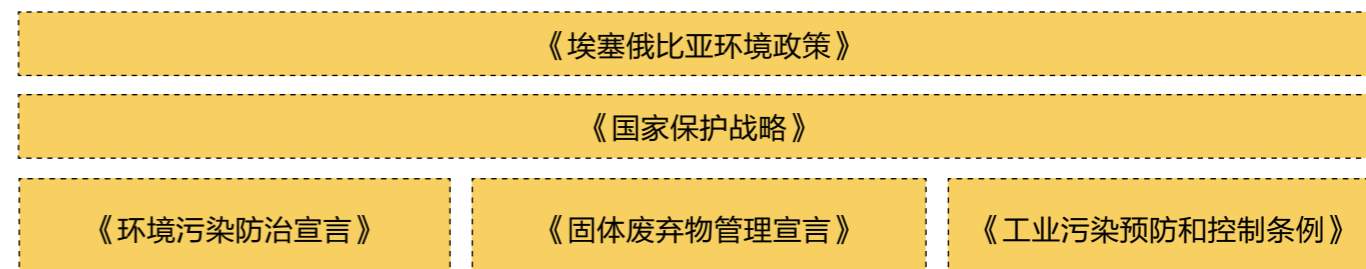 《埃塞俄比亚环境政策》
《国家保护战略》
《环境污染防治宣言》
《固体废弃物管理宣言》
《工业污染预防和控制条例》